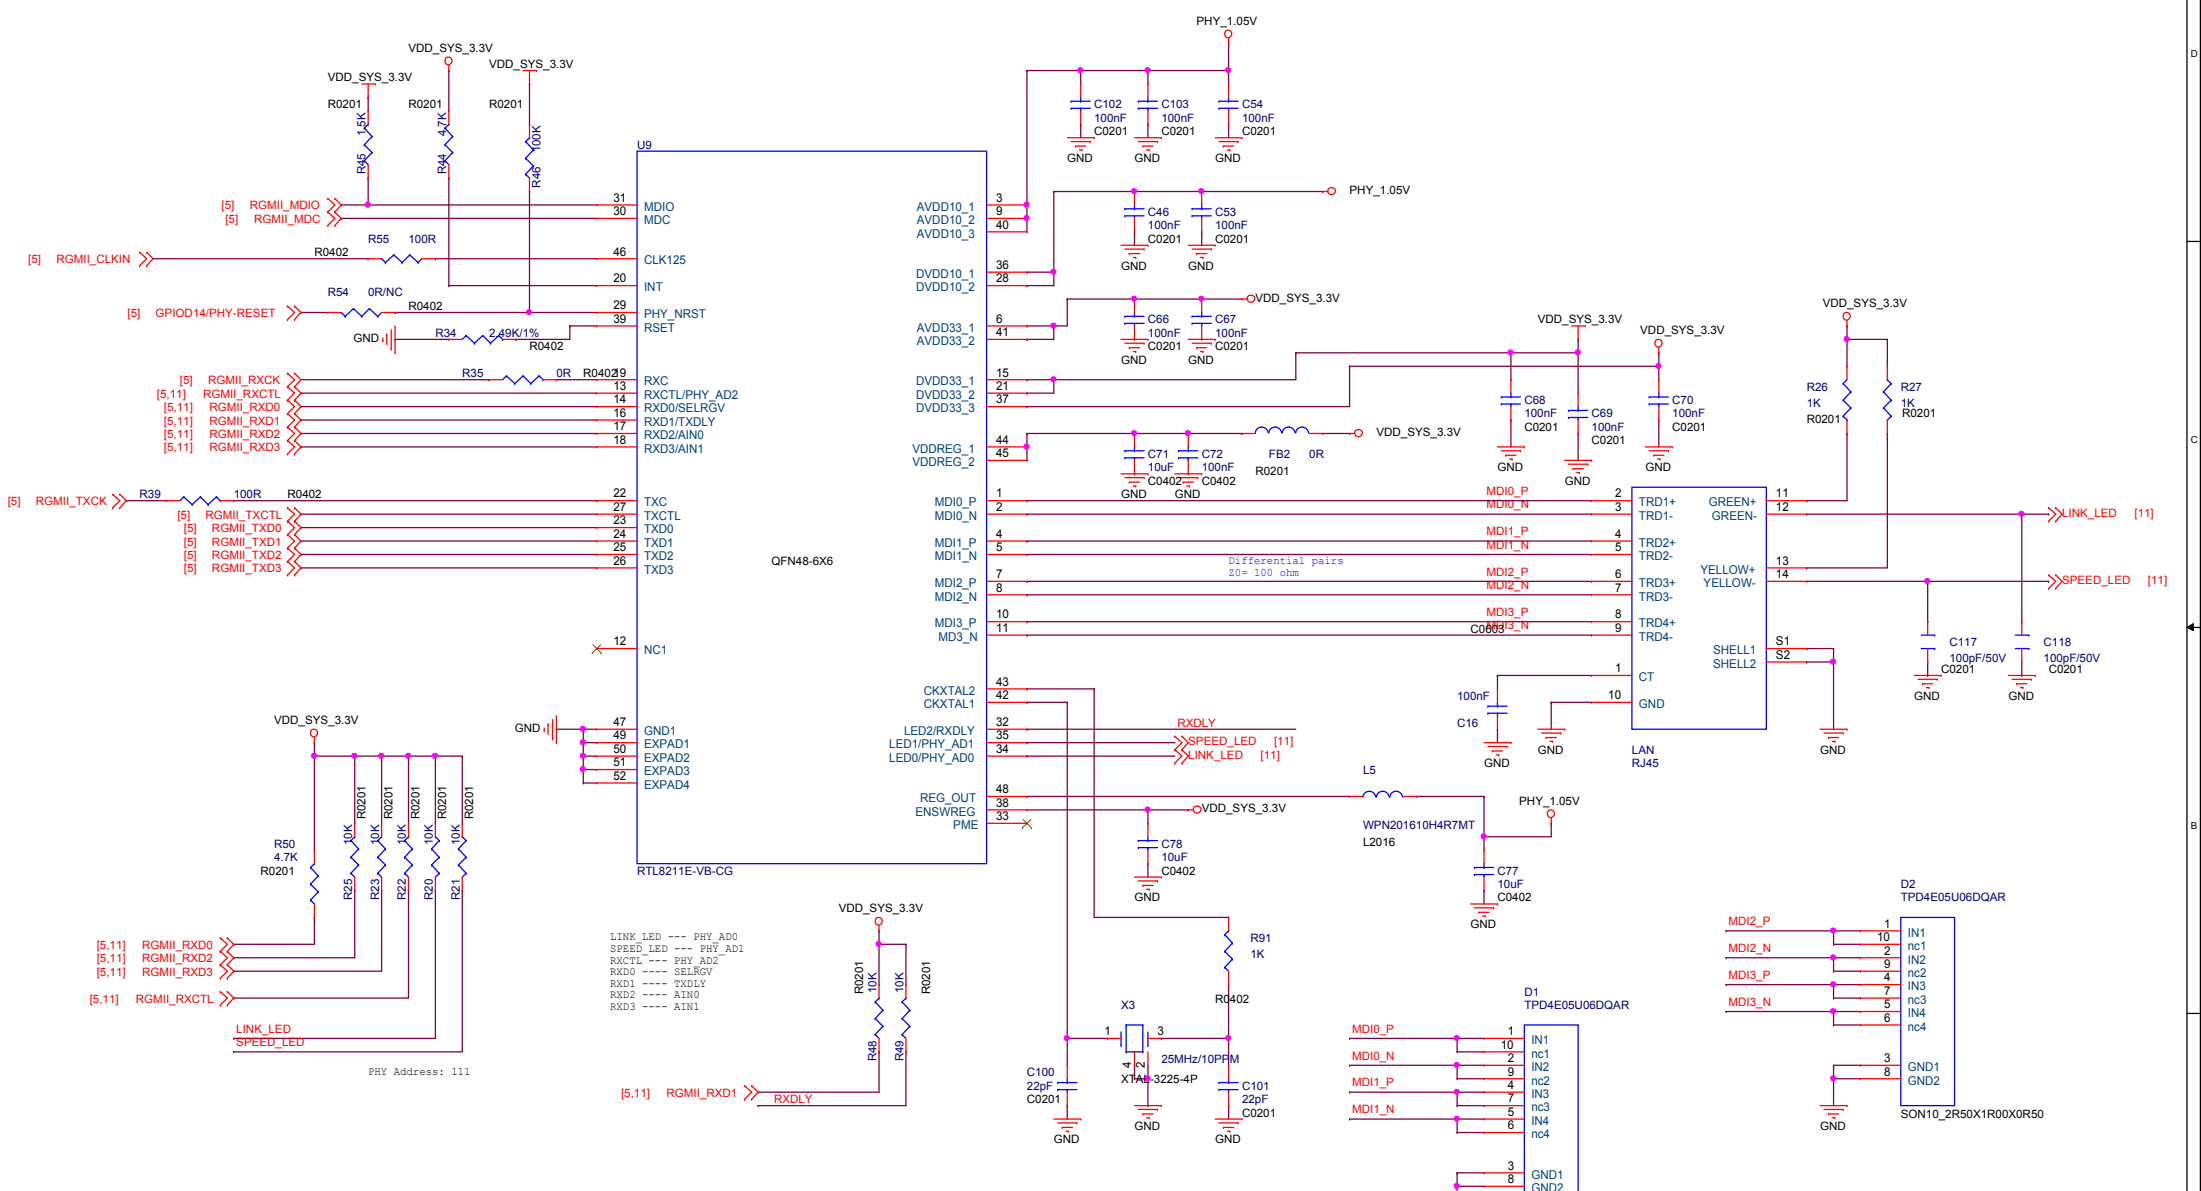 PHY_1.05V
VDD_SYS_3.3V
VDD_SYS_3.3V
VDD_SYS_3.3V
R0201
R0201
R0201
1.5K
R45
4.7K
R44
100K
R46
C102
100nF
C0201
GND
C103
100nF
C0201
GND
C54
100nF
C0201
GND
D
U9
[5] RGMII_MDIO
[5] RGMII_MDC
31 MDIO
30 MDC
[5] RGMII_CLKIN
R0402
R55 100R
46 CLK125
20 INT
[5] GPIOD14/PHY-RESET
R54 0R/NC
R0402
29 PHY_NRST
39 RSET
GND
R34 2.49K/1%
R0402
[5] RGMII_RXCK
R35 0R R0402
19 RXC
[5,11] RGMII_RXCTL
13 RXCTL/PHY_AD2
[5,11] RGMII_RXD0
14 RXD0/SELRGV
[5,11] RGMII_RXD1
16 RXD1/TXDLY
[5,11] RGMII_RXD2
17 RXD2/AIN0
[5,11] RGMII_RXD3
18 RXD3/AIN1
[5] RGMII_TXCK
R39 100R R0402
22 TXC
[5] RGMII_TXCTL
27 TXCTL
[5] RGMII_TXD0
23 TXD0
[5] RGMII_TXD1
24 TXD1
[5] RGMII_TXD2
25 TXD2
[5] RGMII_TXD3
26 TXD3
QFN48-6X6
12 NC1
GND
47 GND1
49 EXPAD1
50 EXPAD2
51 EXPAD3
52 EXPAD4
RTL8211E-VB-CG
AVDD10_1 3
AVDD10_2 9
AVDD10_3 40
DVDD10_1 36
DVDD10_2 28
AVDD33_1 6
AVDD33_2 41
DVDD33_1 15
DVDD33_2 21
DVDD33_3 37
VDDREG_1 44
VDDREG_2 45
MDI0_P 1
MDI0_N 2
MDI1_P 4
MDI1_N 5
MDI2_P 7
MDI2_N 8
MDI3_P 10
MD3_N 11
CKXTAL2 43
CKXTAL1 42
LED2/RXDLY 32
LED1/PHY_AD1 35
LED0/PHY_AD0 34
REG_OUT 48
ENSWREG 38
PME 33
PHY_1.05V
C46
100nF
C0201
GND
C53
100nF
C0201
GND
VDD_SYS_3.3V
C66
100nF
C0201
GND
C67
100nF
C0201
GND
VDD_SYS_3.3V
VDD_SYS_3.3V
C68
100nF
C0201
GND
C69
100nF
C0201
GND
C70
100nF
C0201
GND
C71
10uF
C0402
GND
C72
100nF
C0402
GND
FB2 0R
R0201
VDD_SYS_3.3V
VDD_SYS_3.3V
R26
1K
R0201
R27
1K
R0201
C
MDI0_P
MDI0_N
MDI1_P
MDI1_N
MDI2_P
MDI2_N
MDI3_P
MDI3_N
C0603
Differential pairs
Z0= 100 ohm
2 TRD1+
3 TRD1-
4 TRD2+
5 TRD2-
6 TRD3+
7 TRD3-
8 TRD4+
9 TRD4-
1 CT
10 GND
GREEN+ 11
GREEN- 12
YELLOW+ 13
YELLOW- 14
SHELL1 S1
SHELL2 S2
LAN
RJ45
LINK_LED [11]
SPEED_LED [11]
C117
100pF/50V
C0201
GND
C118
100pF/50V
C0201
GND
100nF
C16
GND
GND
GND
RXDLY
SPEED_LED [11]
LINK_LED [11]
VDD_SYS_3.3V
C78
10uF
C0402
GND
L5
WPN201610H4R7MT
L2016
PHY_1.05V
C77
10uF
C0402
GND
B
VDD_SYS_3.3V
R50
4.7K
R0201
R0201
10K
R25
R0201
10K
R23
R0201
10K
R22
R0201
10K
R20
R0201
10K
R21
[5,11] RGMII_RXD0
[5,11] RGMII_RXD2
[5,11] RGMII_RXD3
[5,11] RGMII_RXCTL
LINK_LED
SPEED_LED
PHY Address: 111
LINK_LED --- PHY_AD0
SPEED_LED --- PHY_AD1
RXCTL --- PHY_AD2
RXD0 ---- SELRGV
RXD1 ---- TXDLY
RXD2 ---- AIN0
RXD3 ---- AIN1
VDD_SYS_3.3V
R0201
10K
R48
10K
R0201
R49
[5,11] RGMII_RXD1
RXDLY
R91
1K
R0402
X3
1
3
4
2
25MHz/10PPM
XTAL-3225-4P
C100
22pF
C0201
GND
GND
C101
22pF
C0201
GND
D1
TPD4E05U06DQAR
MDI0_P
MDI0_N
MDI1_P
MDI1_N
1 IN1
10 nc1
2 IN2
9 nc2
4 IN3
7 nc3
5 IN4
6 nc4
3 GND1
8 GND2
D2
TPD4E05U06DQAR
MDI2_P
MDI2_N
MDI3_P
MDI3_N
1 IN1
10 nc1
2 IN2
9 nc2
4 IN3
7 nc3
5 IN4
6 nc4
3 GND1
8 GND2
GND
SON10_2R50X1R00X0R50